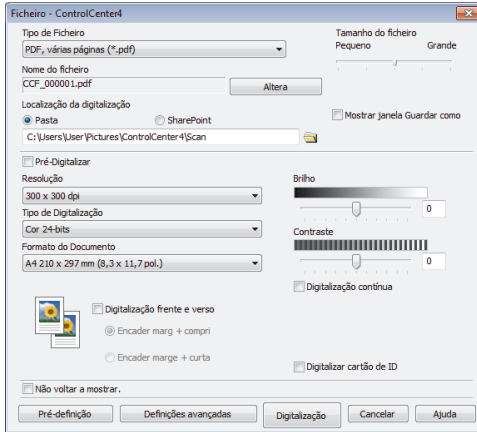 Ficheiro - ControlCenter4
Tipo de Ficheiro
PDF, várias páginas (*.pdf)
Tamanho do ficheiro
Pequeno Grande
Nome do ficheiro
CCF_000001.pdf
Altera
Localização da digitalização
Pasta SharePoint
Mostrar janela Guardar como
C:\Users\User\Pictures\ControlCenter4\Scan
Pré-Digitalizar
Resolução
300 x 300 dpi
Tipo de Digitalização
Cor 24-bits
Formato do Documento
A4 210 x 297 mm (8,3 x 11,7 pol.)
Brilho
0
Contraste
0
Digitalização contínua
Digitalização frente e verso
Encader marg + compri
Encader marge + curta
Digitalizar cartão de ID
Não voltar a mostrar.
Pré-definição Definições avançadas Digitalização Cancelar Ajuda